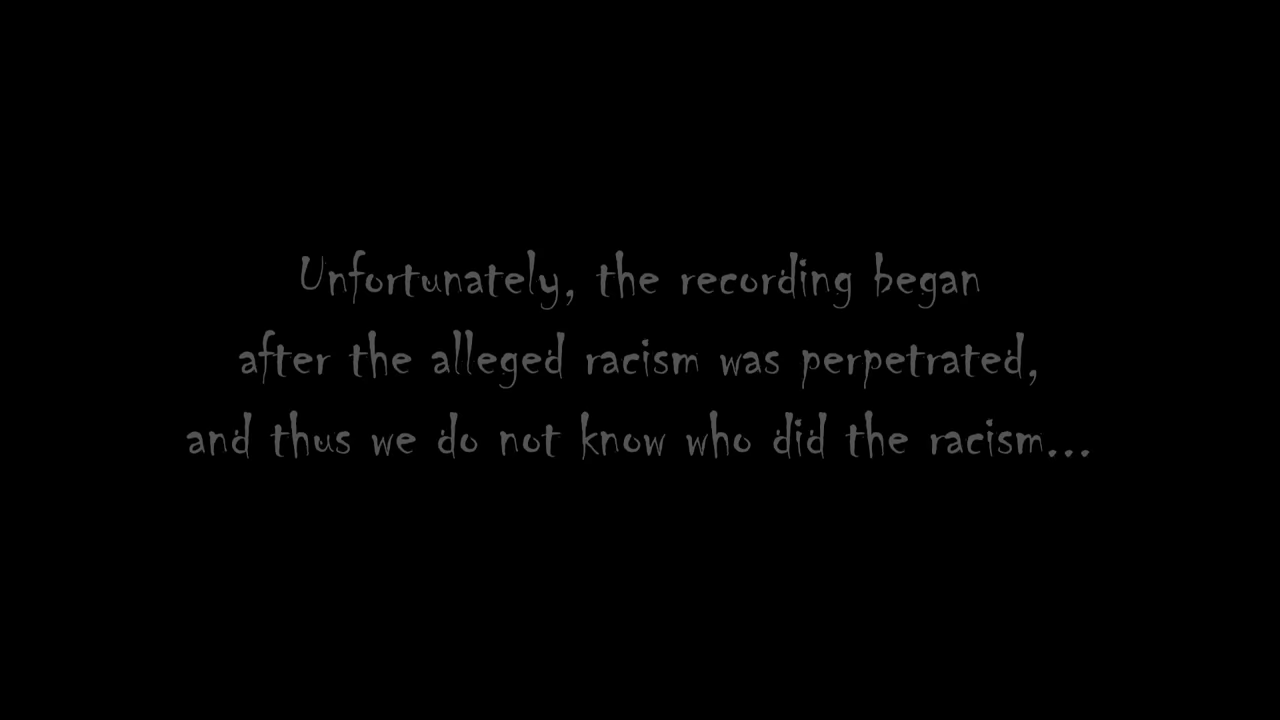 Unfortunately, the recording began
after the alleged racism was perpetrated,
and thus we do not know who did the racism...